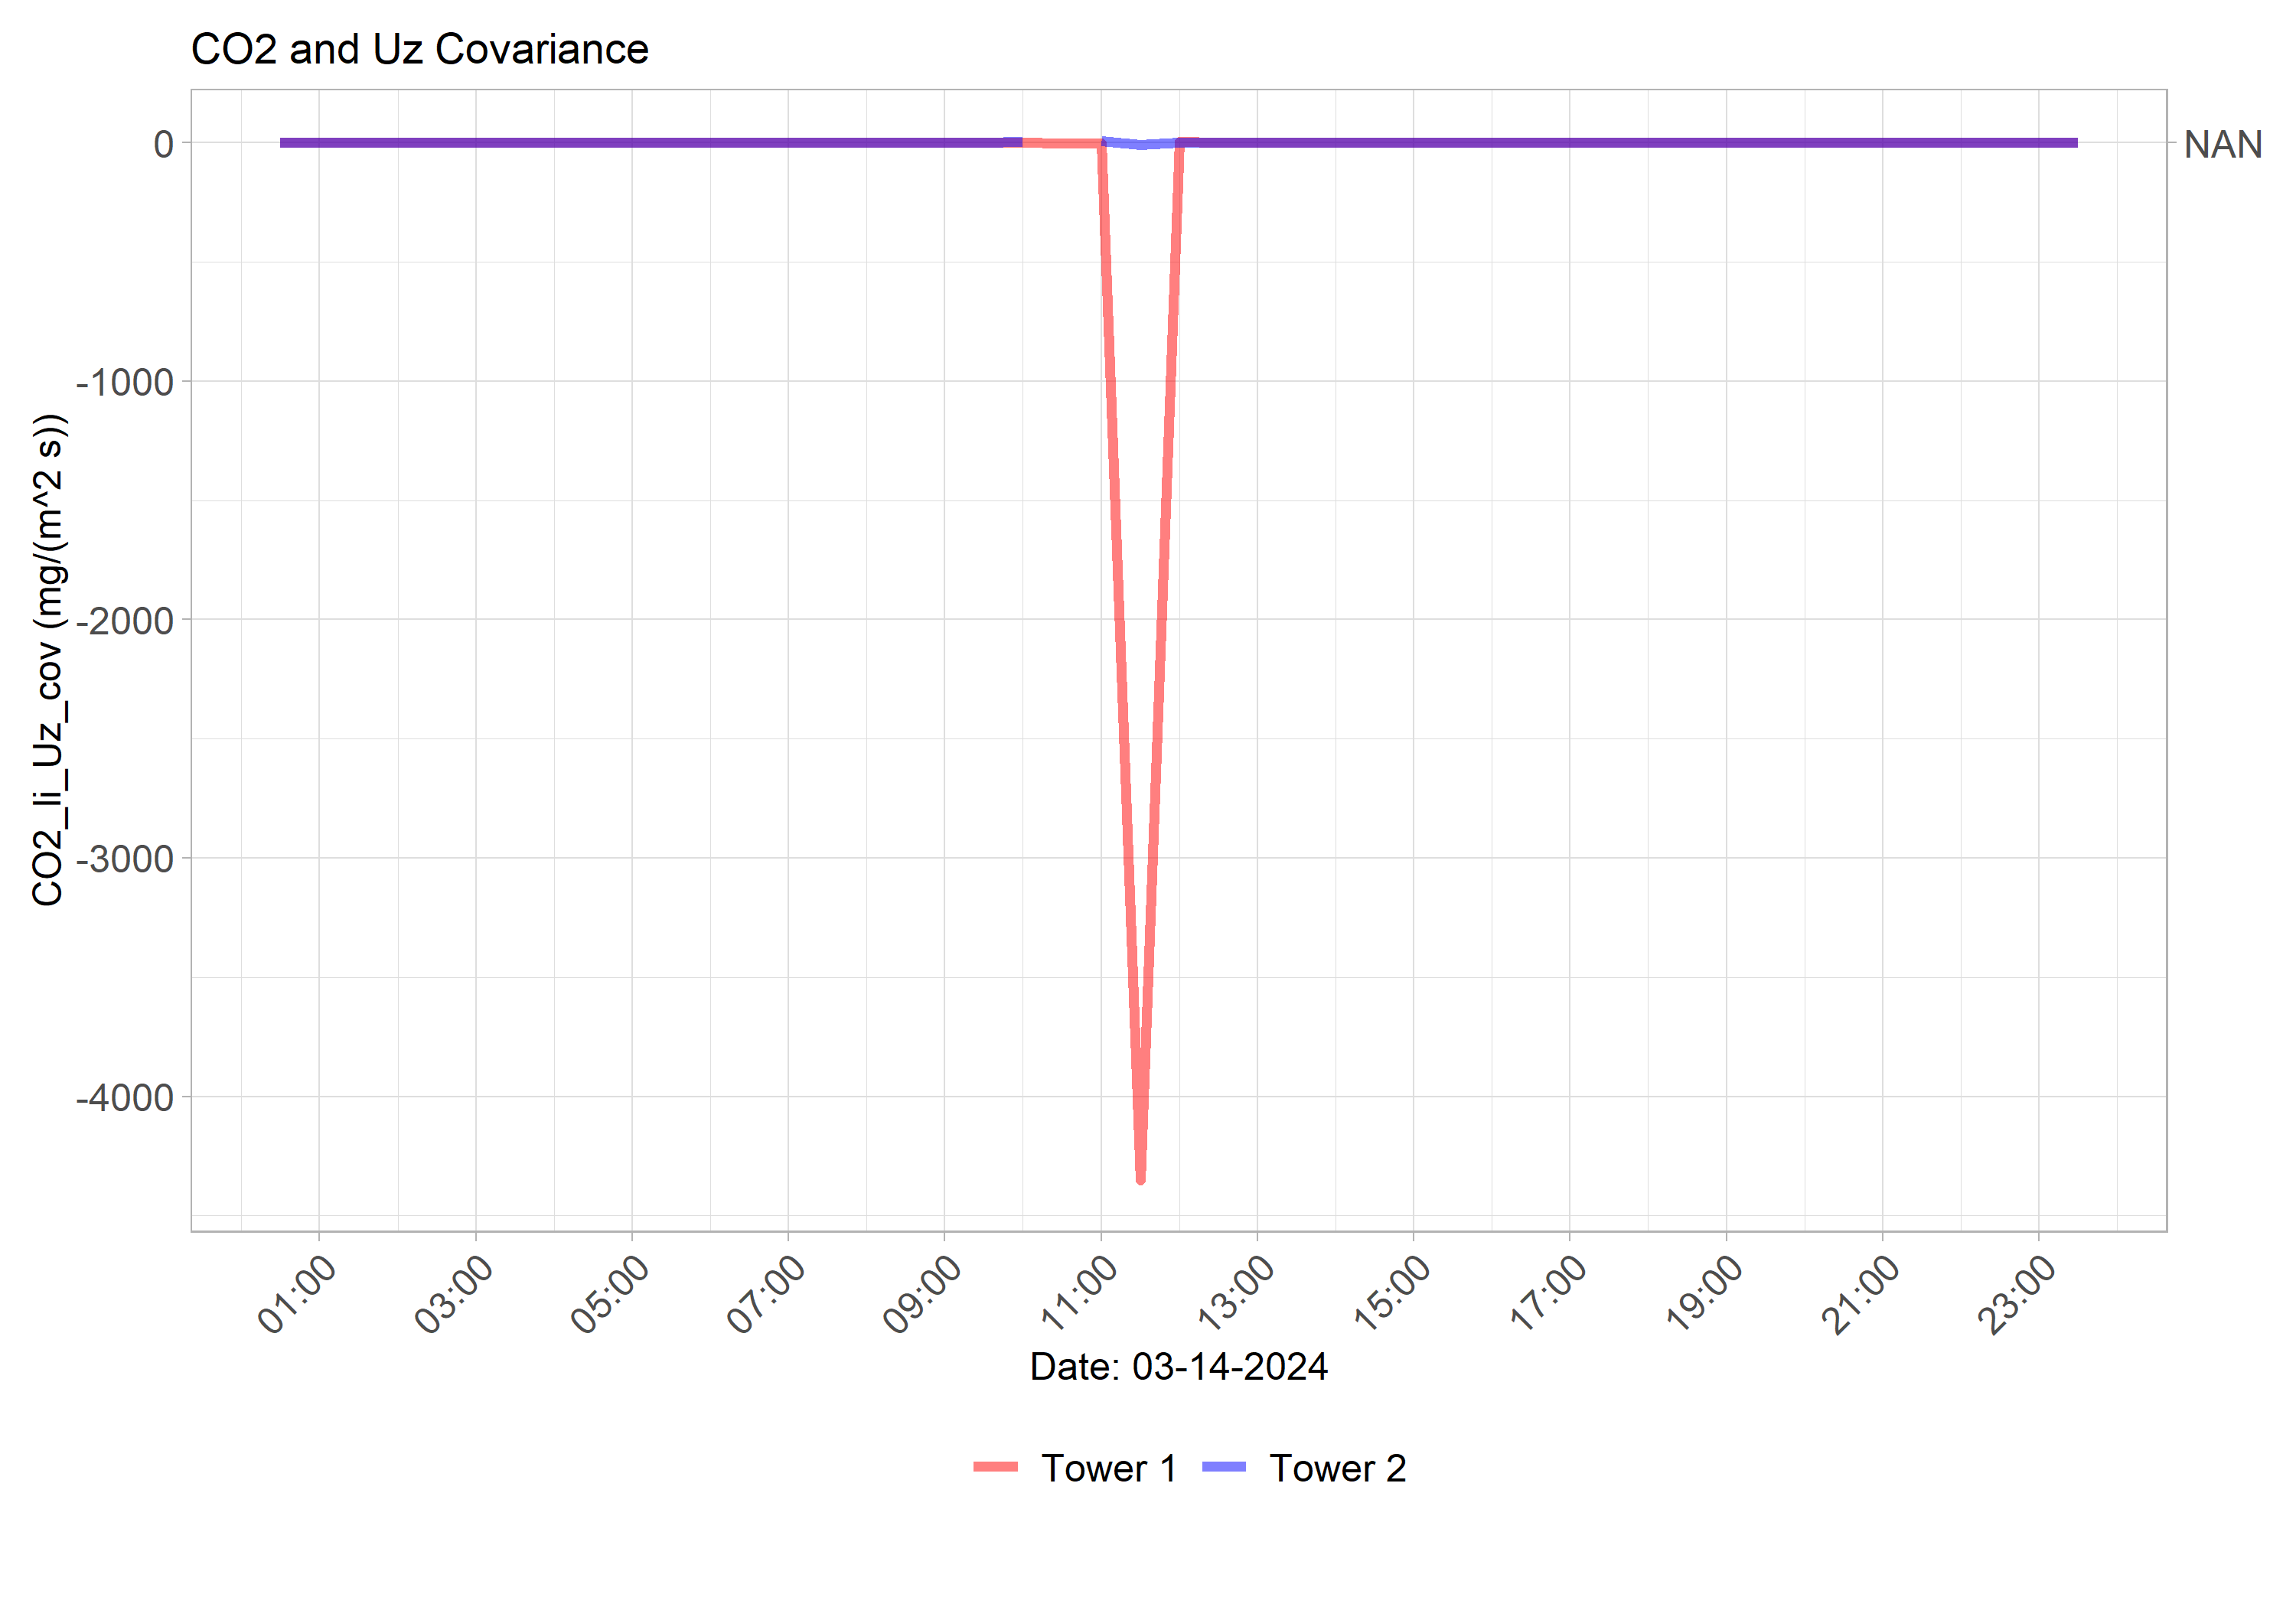 CO2 and Uz Covariance
CO2_li_Uz_cov (mg/(m^2 s))
0
-1000
-2000
-3000
-4000
NAN
01:00
03:00
05:00
07:00
09:00
11:00
13:00
15:00
17:00
19:00
21:00
23:00
Date: 03-14-2024
Tower 1
Tower 2